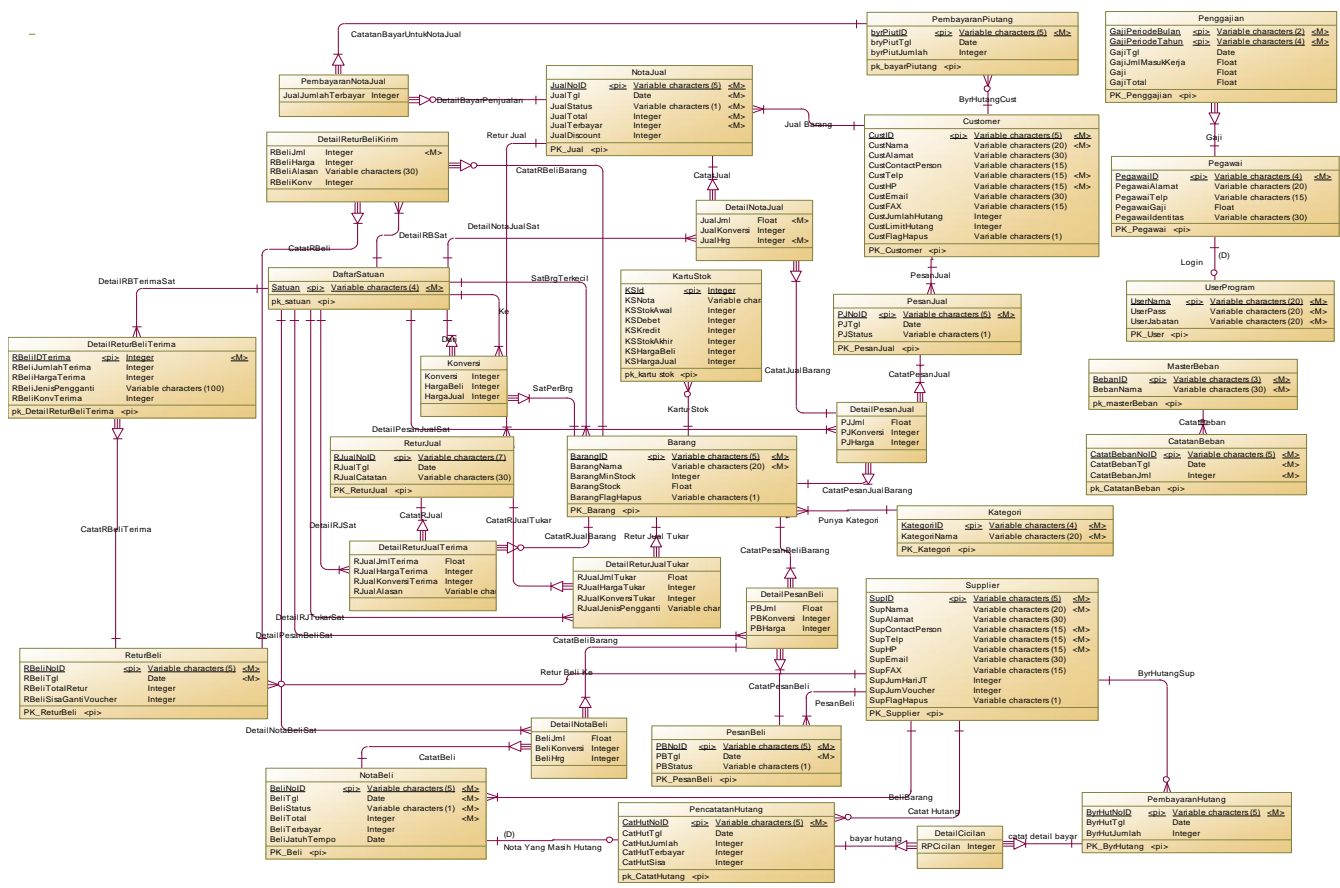 PembayaranPiutang
byrPiutID <pi> Variable characters (5) <M>
bryPiutTgl Date
byrPiutJumlah Integer
pk_bayarPiutang <pi>
Penggajian
GajiPeriodeBulan <pi> Variable characters (2) <M>
GajiPeriodeTahun <pi> Variable characters (4) <M>
GajiTgl Date
GajiJmlMasukKerja Float
Gaji Float
GajiTotal Float
PK_Penggajian <pi>
CatatanBayarUntukNotaJual
PembayaranNotaJual
JualJumlahTerbayar Integer
DetailBayarPenjualan
NotaJual
JualNoID <pi> Variable characters (5) <M>
JualTgl Date <M>
JualStatus Variable characters (1) <M>
JualTotal Integer <M>
JualTerbayar Integer <M>
JualDiscount Integer
PK_Jual <pi>
ByrHutangCust
Jual Barang
Retur Jual
Gaji
Customer
CustID <pi> Variable characters (5) <M>
CustNama Variable characters (20) <M>
CustAlamat Variable characters (30)
CustContactPerson Variable characters (15)
CustTelp Variable characters (15) <M>
CustHP Variable characters (15) <M>
CustEmail Variable characters (30)
CustFAX Variable characters (15)
CustJumlahHutang Integer
CustLimitHutang Integer
CustFlagHapus Variable characters (1)
PK_Customer <pi>
Pegawai
PegawaiID <pi> Variable characters (4) <M>
PegawaiAlamat Variable characters (20)
PegawaiTelp Variable characters (15)
PegawaiGaji Float
PegawaiIdentitas Variable characters (30)
PK_Pegawai <pi>
DetailReturBeliKirim
RBeliJml Integer <M>
RBeliHarga Integer
RBeliAlasan Variable characters (30)
RBeliKonv Integer
CatatRBeliBarang
CatatJual
DetailNotaJual
JualJml Float <M>
JualKonversi Integer
JualHrg Integer <M>
CatatRBeli
DetailRBSat
DetailNotaJualSat
(D)
Login
PesanJual
DetailRBTerimaSat
DaftarSatuan
Satuan <pi> Variable characters (4) <M>
pk_satuan <pi>
SatBrgTerkecil
Ke
Dari
KartuStok
KSId <pi> Integer
KSNota Variable char
KSStokAwal Integer
KSDebet Integer
KSKredit Integer
KSStokAkhir Integer
KSHargaBeli Integer
KSHargaJual Integer
pk_kartu stok <pi>
PesanJual
PJNoID <pi> Variable characters (5) <M>
PJTgl Date
PJStatus Variable characters (1)
PK_PesanJual <pi>
UserProgram
UserNama <pi> Variable characters (20) <M>
UserPass Variable characters (20) <M>
UserJabatan Variable characters (20) <M>
PK_User <pi>
DetailReturBeliTerima
RBeliIDTerima <pi> Integer <M>
RBeliJumlahTerima Integer
RBeliHargaTerima Integer
RBeliJenisPengganti Variable characters (100)
RBeliKonvTerima Integer
pk_DetailReturBeliTerima <pi>
Konversi
Konversi Integer
HargaBeli Integer
HargaJual Integer
SatPerBrg
CatatJualBarang
CatatPesanJual
MasterBeban
BebanID <pi> Variable characters (3) <M>
BebanNama Variable characters (30) <M>
pk_masterBeban <pi>
CatatBeban
CatatanBeban
CatatBebanNoID <pi> Variable characters (5) <M>
CatatBebanTgl Date <M>
CatatBebanJml Integer <M>
pk_CatatanBeban <pi>
Kartu Stok
DetailPesanJual
PJJml Float
PJKonversi Integer
PJHarga Integer
DetailPesanJualSat
ReturJual
RJualNoID <pi> Variable characters (7)
RJualTgl Date
RJualCatatan Variable characters (30)
PK_ReturJual <pi>
Barang
BarangID <pi> Variable characters (5) <M>
BarangNama Variable characters (20) <M>
BarangMinStock Integer
BarangStock Float
BarangFlagHapus Variable characters (1)
PK_Barang <pi>
CatatPesanJualBarang
Punya Kategori
Kategori
KategoriID <pi> Variable characters (4) <M>
KategoriNama Variable characters (20) <M>
PK_Kategori <pi>
CatatRBeliTerima
DetailRJSat
CatatRJual
CatatRJualTukar
CatatRJualBarang
Retur Jual Tukar
CatatPesanBeliBarang
DetailReturJualTerima
RJualJmlTerima Float
RJualHargaTerima Integer
RJualKonversiTerima Integer
RJualAlasan Variable cha
DetailReturJualTukar
RJualJmlTukar Float
RJualHargaTukar Integer
RJualKonversiTukar Integer
RJualJenisPengganti Variable char
DetailPesanBeli
PBJml Float
PBKonversi Integer
PBHarga Integer
Supplier
SupID <pi> Variable characters (5) <M>
SupNama Variable characters (20) <M>
SupAlamat Variable characters (30)
SupContactPerson Variable characters (15) <M>
SupTelp Variable characters (15) <M>
SupHP Variable characters (15) <M>
SupEmail Variable characters (30)
SupFAX Variable characters (15)
SupJumHariJT Integer
SupJumVoucher Integer
SupFlagHapus Variable characters (1)
PK_Supplier <pi>
DetailRJTukarSat
DetailPesanBeliSat
CatatBeliBarang
Retur Beli Ke
CatatPesanBeli
PesanBeli
ByrHutangSup
ReturBeli
RBeliNoID <pi> Variable characters (5) <M>
RBeliTgl Date <M>
RBeliTotalRetur Integer
RBeliSisaGantiVoucher Integer
PK_ReturBeli <pi>
DetailNotaBeliSat
DetailNotaBeli
BeliJml Float
BeliKonversi Integer
BeliHrg Integer
CatatBeli
PesanBeli
PBNoID <pi> Variable characters (5) <M>
PBTgl Date <M>
PBStatus Variable characters (1)
PK_PesanBeli <pi>
NotaBeli
BeliNoID <pi> Variable characters (5) <M>
BeliTgl Date <M>
BeliStatus Variable characters (1) <M>
BeliTotal Integer <M>
BeliTerbayar Integer
BeliJatuhTempo Date
PK_Beli <pi>
BeliBarang
Catat Hutang
(D)
Nota Yang Masih Hutang
PencatatanHutang
CatHutNoID <pi> Variable characters (5) <M>
CatHutTgl Date
CatHutJumlah Integer
CatHutTerbayar Integer
CatHutSisa Integer
pk_CatatHutang <pi>
bayar hutang
DetailCicilan
RPCicilan Integer
catat detail bayar
PembayaranHutang
ByrHutNoID <pi> Variable characters (5) <M>
ByrHutTgl Date
ByrHutJumlah Integer
PK_ByrHutang <pi>